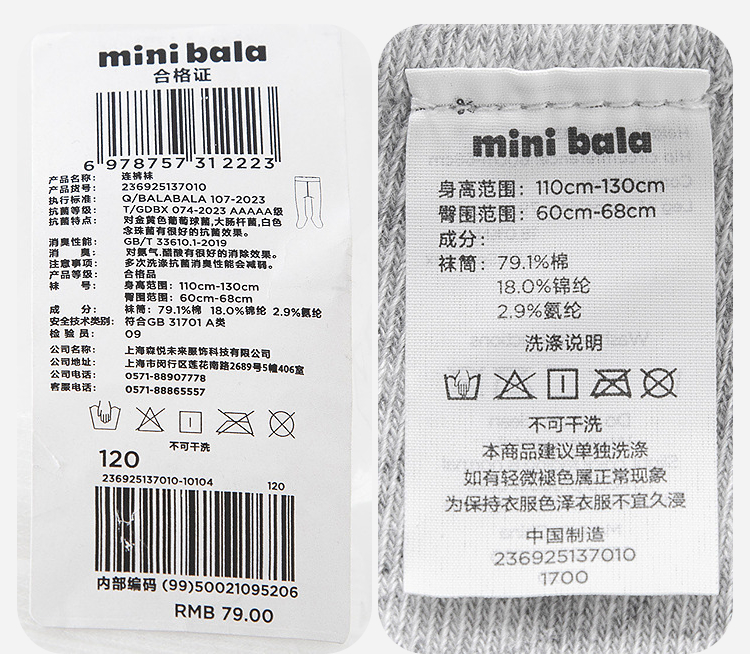 mini bala
合格证
6 978757 312223
产品名称： 连裤袜
产品货号： 236925137010
执行标准： Q/BALABALA 107-2023
抗菌等级： T/GDBX 074-2023 AAAAA级
抗菌特点： 对金黄色葡萄球菌,大肠杆菌,白色
念珠菌有很好的抗菌效果。
消臭性能： GB/T 33610.1-2019
消 臭： 对氨气.醋酸有很好的消除效果。
注意事项： 多次洗涤抗菌消臭性能会减弱。
产品等级： 合格品
袜 号： 身高范围：110cm-130cm
臀围范围：60cm-68cm
成 分： 袜筒：79.1%棉 18.0%锦纶 2.9%氨纶
安全技术类别： 符合GB 31701 A类
检 验 员： 09
公司名称： 上海森悦未来服饰科技有限公司
公司地址： 上海市闵行区莲花南路2689号5幢406室
公司电话： 0571-88907778
客服电话： 0571-88865557
不可干洗
120
236925137010-10104 120
内部编码 (99)50021095206
RMB 79.00
mini bala
身高范围：110cm-130cm
臀围范围：60cm-68cm
成分：
袜筒：79.1%棉
18.0%锦纶
2.9%氨纶
洗涤说明
不可干洗
本商品建议单独洗涤
如有轻微褪色属正常现象
为保持衣服色泽衣服不宜久浸
中国制造
236925137010
1700